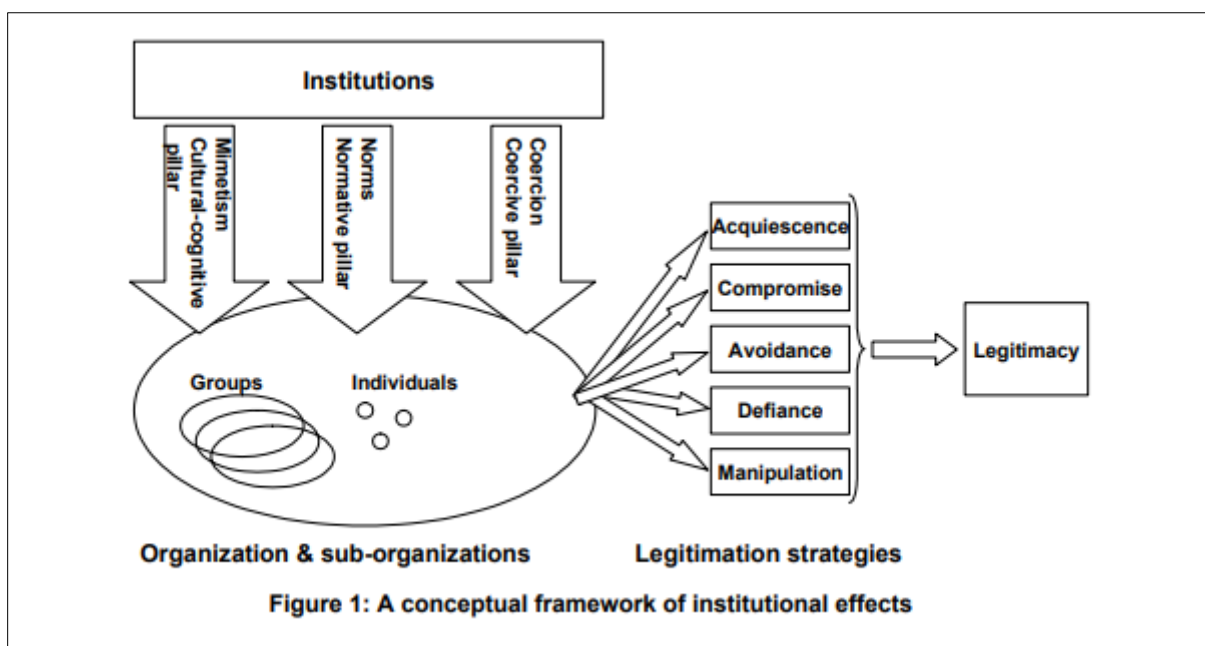 Institutions
Mimetism
Cultural-cognitive
pillar
Norms
Normative pillar
Coercion
Coercive pillar
Groups
Individuals
Acquiescence
Compromise
Avoidance
Defiance
Manipulation
Legitimacy
Organization & sub-organizations
Legitimation strategies
Figure 1: A conceptual framework of institutional effects